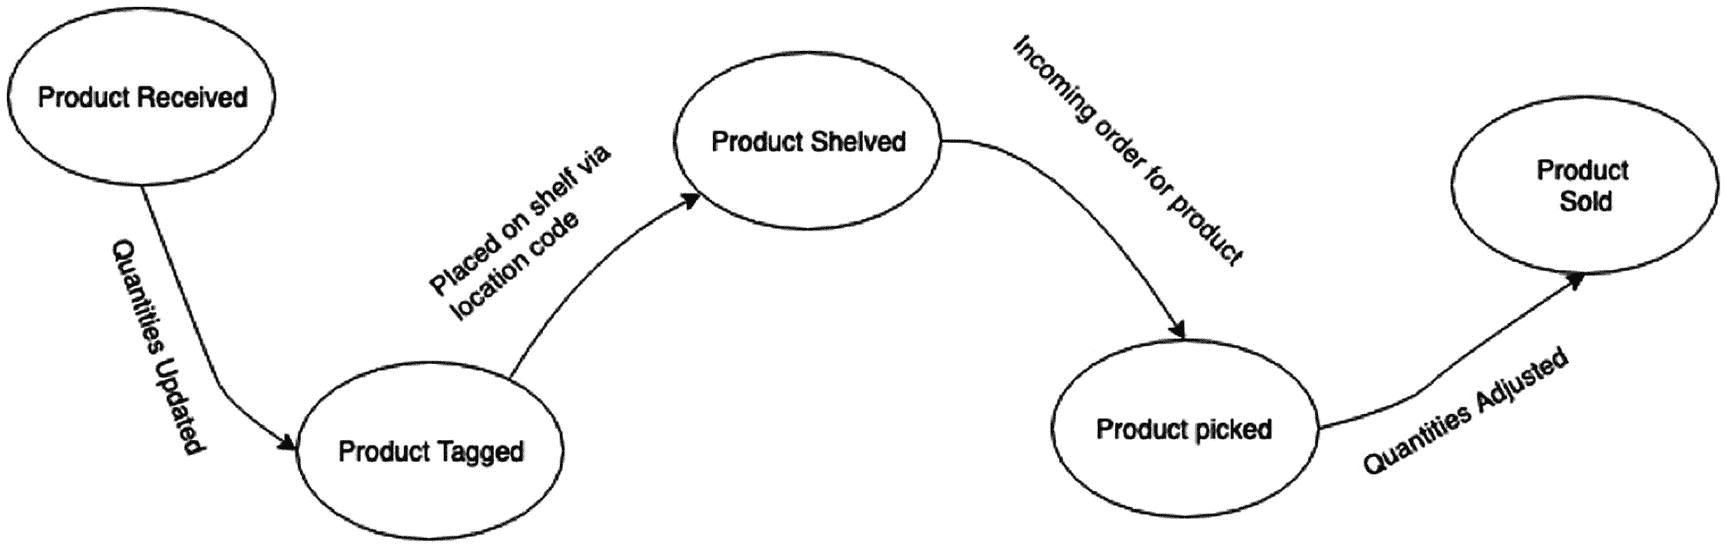 Product Received
Quantities Updated
Product Tagged
Placed on shelf via
location code
Product Shelved
Incoming order for product
Product picked
Quantities Adjusted
Product
Sold